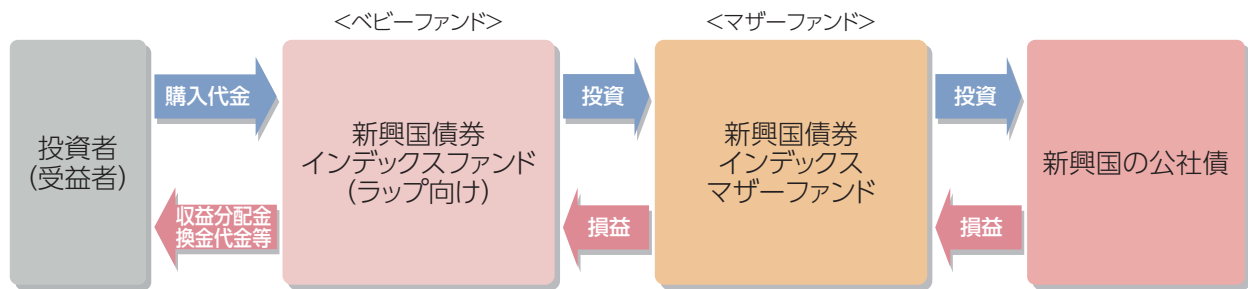 <ベビーファンド>
<マザーファンド>
投資者
(受益者)
購入代金
収益分配金
換金代金等
新興国債券
インデックスファンド
(ラップ向け)
投資
損益
新興国債券
インデックス
マザーファンド
投資
損益
新興国の公社債